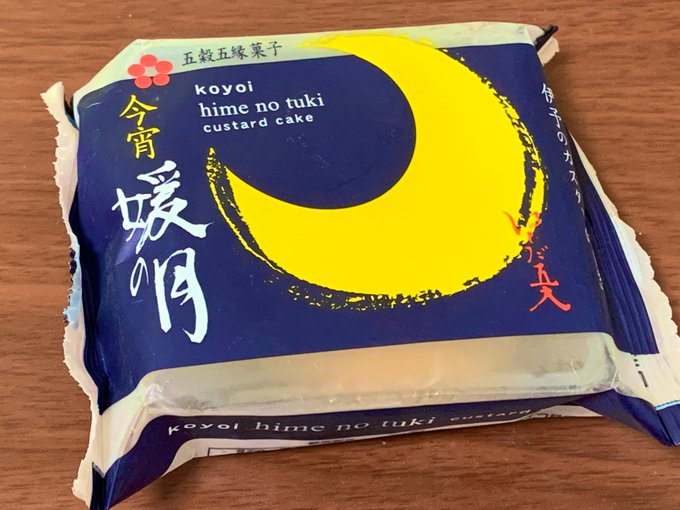 五穀五縁菓子
koyoi
hime no tuki
custard cake
今宵
媛の月
伊予のカスタ
koyoi hime no tuki custard